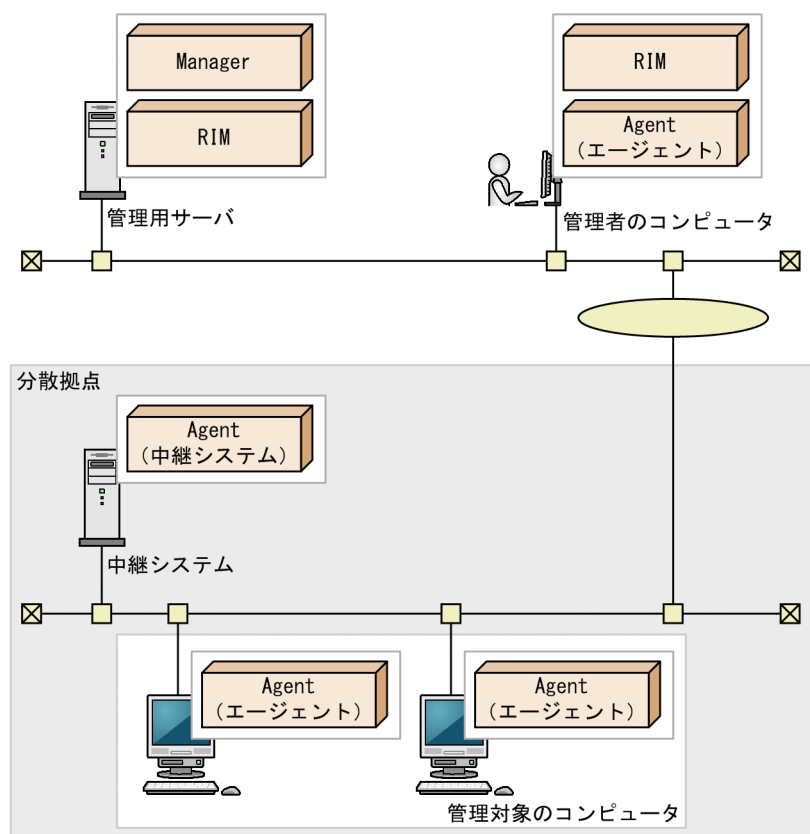 Manager
RIM
管理用サーバ
RIM
Agent
(エージェント)
管理者のコンピュータ
分散拠点
Agent
(中継システム)
中継システム
Agent
(エージェント)
Agent
(エージェント)
管理対象のコンピュータ